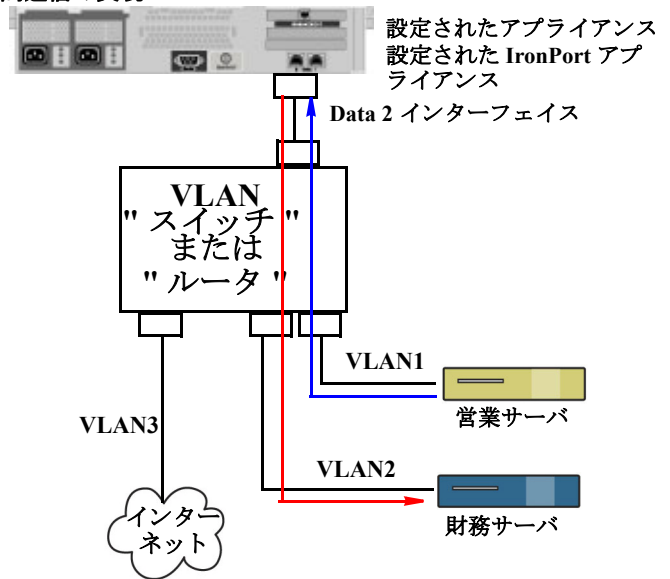 設定されたアプライアンス
設定された IronPort アプ
ライアンス
Data 2 インターフェイス
VLAN
" スイッチ "
または
" ルータ "
VLAN1
営業サーバ
VLAN3
VLAN2
インター
ネット
財務サーバ